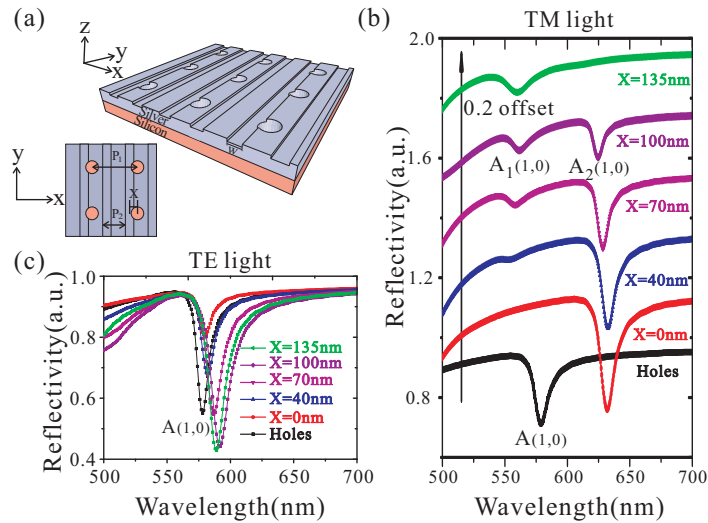 (a)
z
y
x
Silver
Silicon
w
y
x
P₁
P₂
X
(b)
TM light
2.0
1.6
1.2
0.8
Reflectivity(a.u.)
0.2 offset
X=135nm
X=100nm
A₁(1,0)
A₂(1,0)
X=70nm
X=40nm
X=0nm
Holes
A(1,0)
500
550
600
650
700
Wavelength(nm)
(c)
TE light
1.0
0.8
0.6
0.4
Reflectivity(a.u.)
X=135nm
X=100nm
X=70nm
X=40nm
X=0nm
Holes
A(1,0)
500
550
600
650
700
Wavelength(nm)